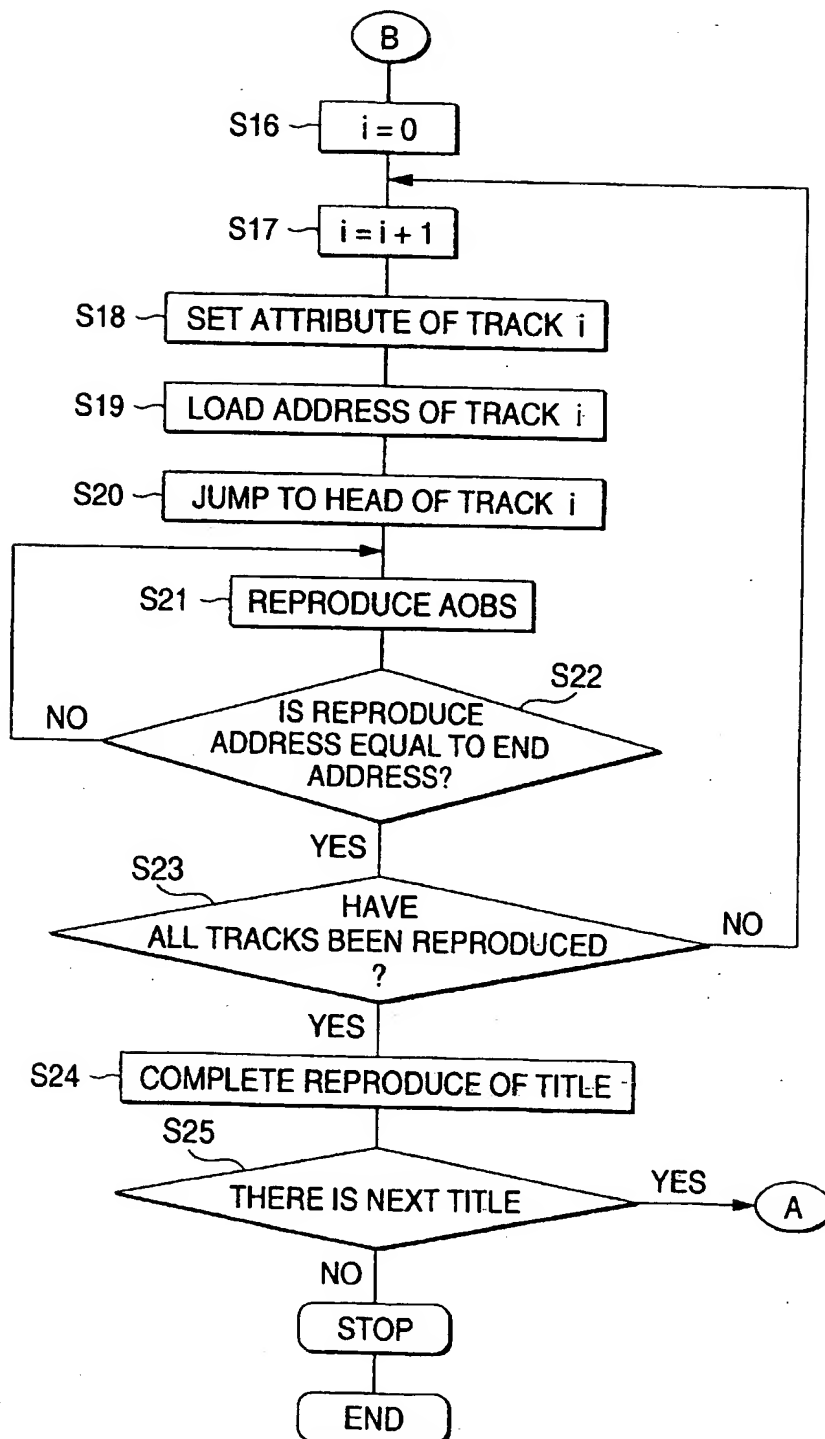 B
S16
i = 0
S17
i = i + 1
S18
SET ATTRIBUTE OF TRACK i
S19
LOAD ADDRESS OF TRACK i
S20
JUMP TO HEAD OF TRACK i
S21
REPRODUCE AOBS
S22
NO
IS REPRODUCE
ADDRESS EQUAL TO END
ADDRESS?
YES
S23
HAVE
ALL TRACKS BEEN REPRODUCED
?
NO
YES
S24
COMPLETE REPRODUCE OF TITLE
S25
THERE IS NEXT TITLE
YES
A
NO
STOP
END